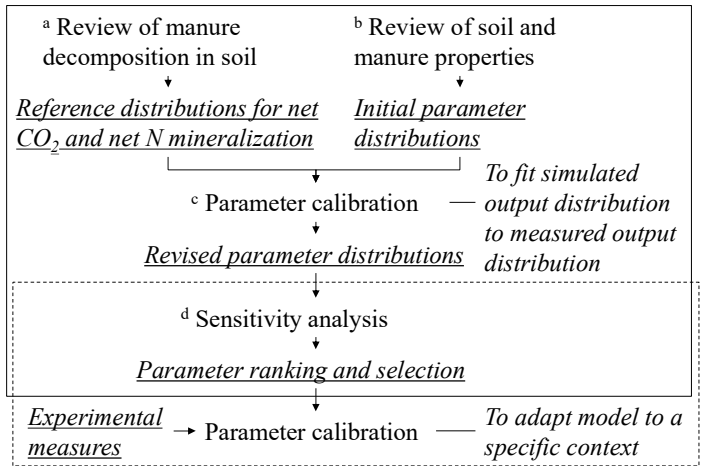 a Review of manure
decomposition in soil
b Review of soil and
manure properties
Reference distributions for net
CO2 and net N mineralization
Initial parameter
distributions
c Parameter calibration
To fit simulated
output distribution
to measured output
distribution
Revised parameter distributions
d Sensitivity analysis
Parameter ranking and selection
Experimental
measures
Parameter calibration
To adapt model to a
specific context